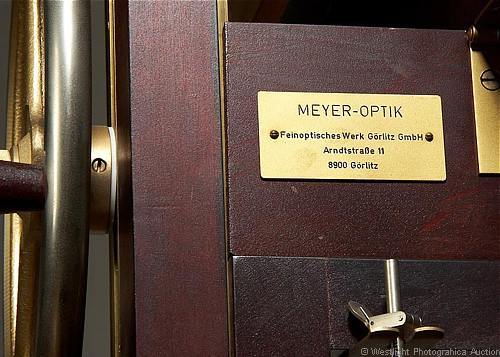 MEYER-OPTIK
Feinoptisches Werk Görlitz GmbH
Arndtstraße 11
8900 Görlitz
© Westlicht Photographica Auction